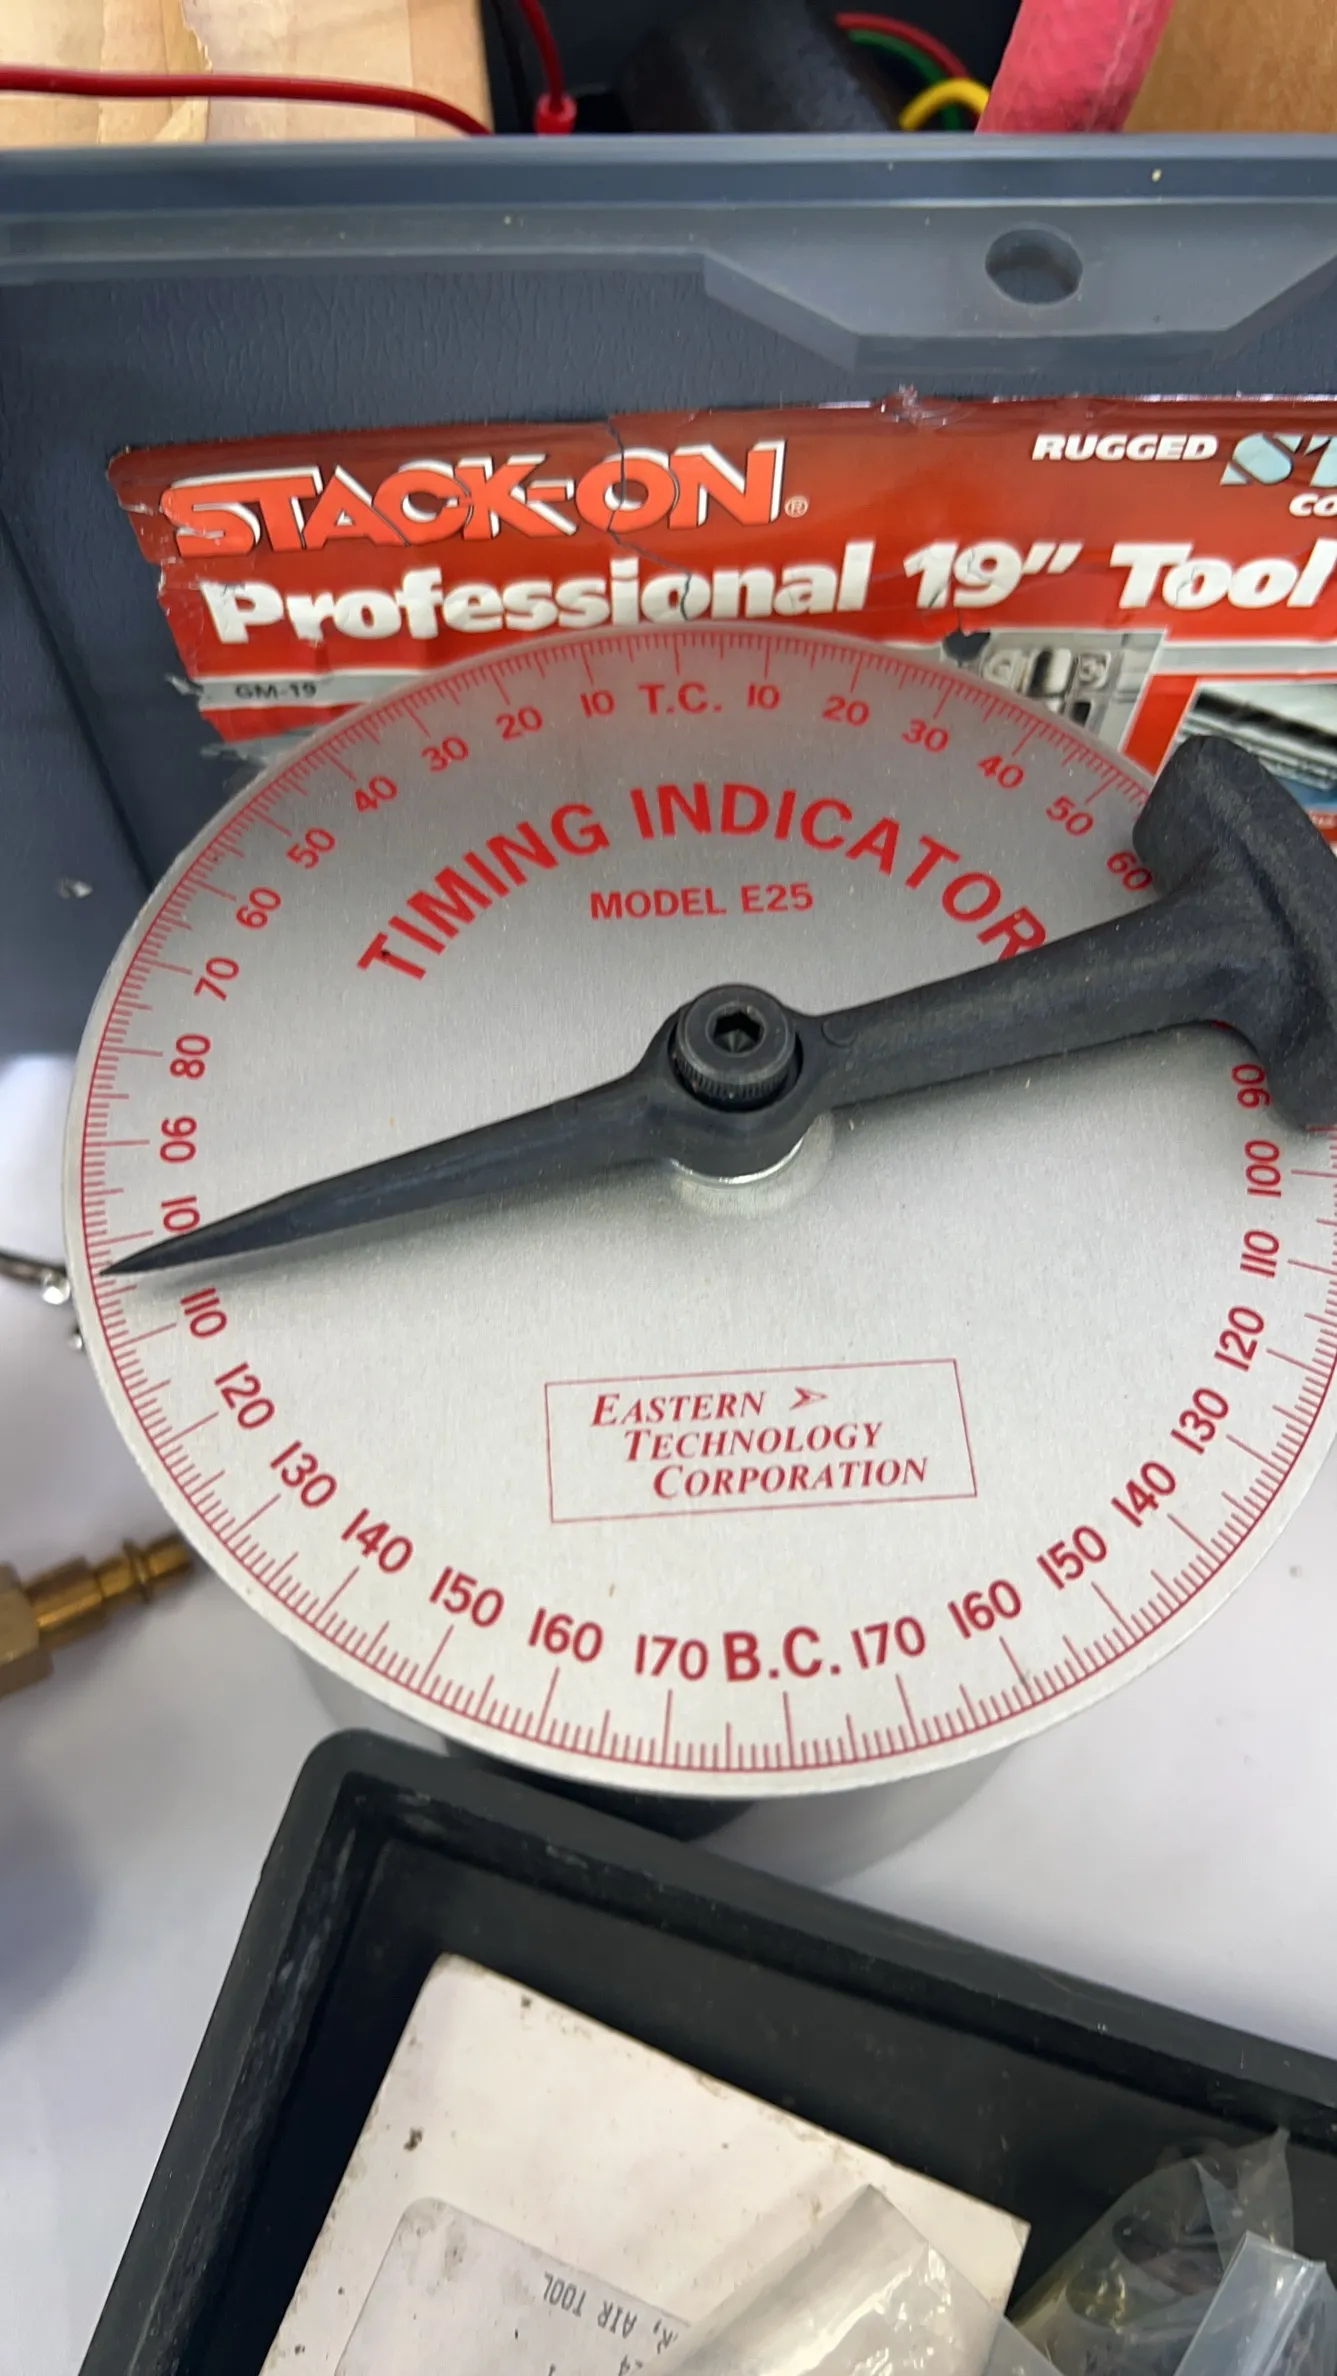 STACK-ON®
RUGGED
Professional 19" Tool
GM-19
10 T.C. 10
20 30 40 50 60
20 30 40 50 60 70 80 90
110 120 130 140 150 160 170 B.C. 170 160 150 140 130 120 110 100 90
TIMING INDICATOR
MODEL E25
EASTERN
TECHNOLOGY
CORPORATION
AIR TOOL